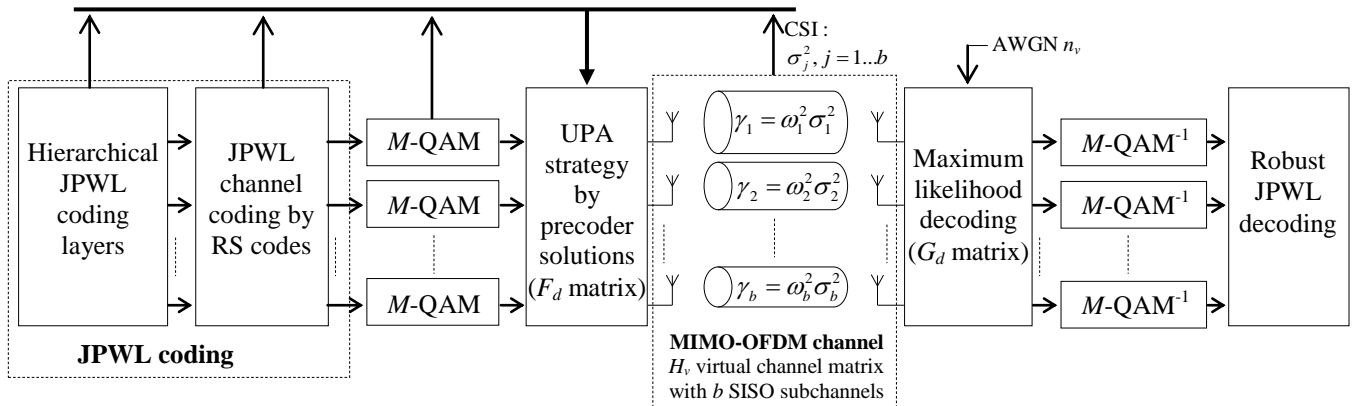 CSI :
σ_j^2, j = 1...b
AWGN n_v
Hierarchical
JPWL
coding
layers
JPWL
channel
coding by
RS codes
JPWL coding
M-QAM
M-QAM
M-QAM
UPA
strategy
by
precoder
solutions
(F_d matrix)
γ_1 = ω_1^2 σ_1^2
γ_2 = ω_2^2 σ_2^2
γ_b = ω_b^2 σ_b^2
MIMO-OFDM channel
H_v virtual channel matrix
with b SISO subchannels
Maximum
likelihood
decoding
(G_d matrix)
M-QAM^-1
M-QAM^-1
M-QAM^-1
Robust
JPWL
decoding